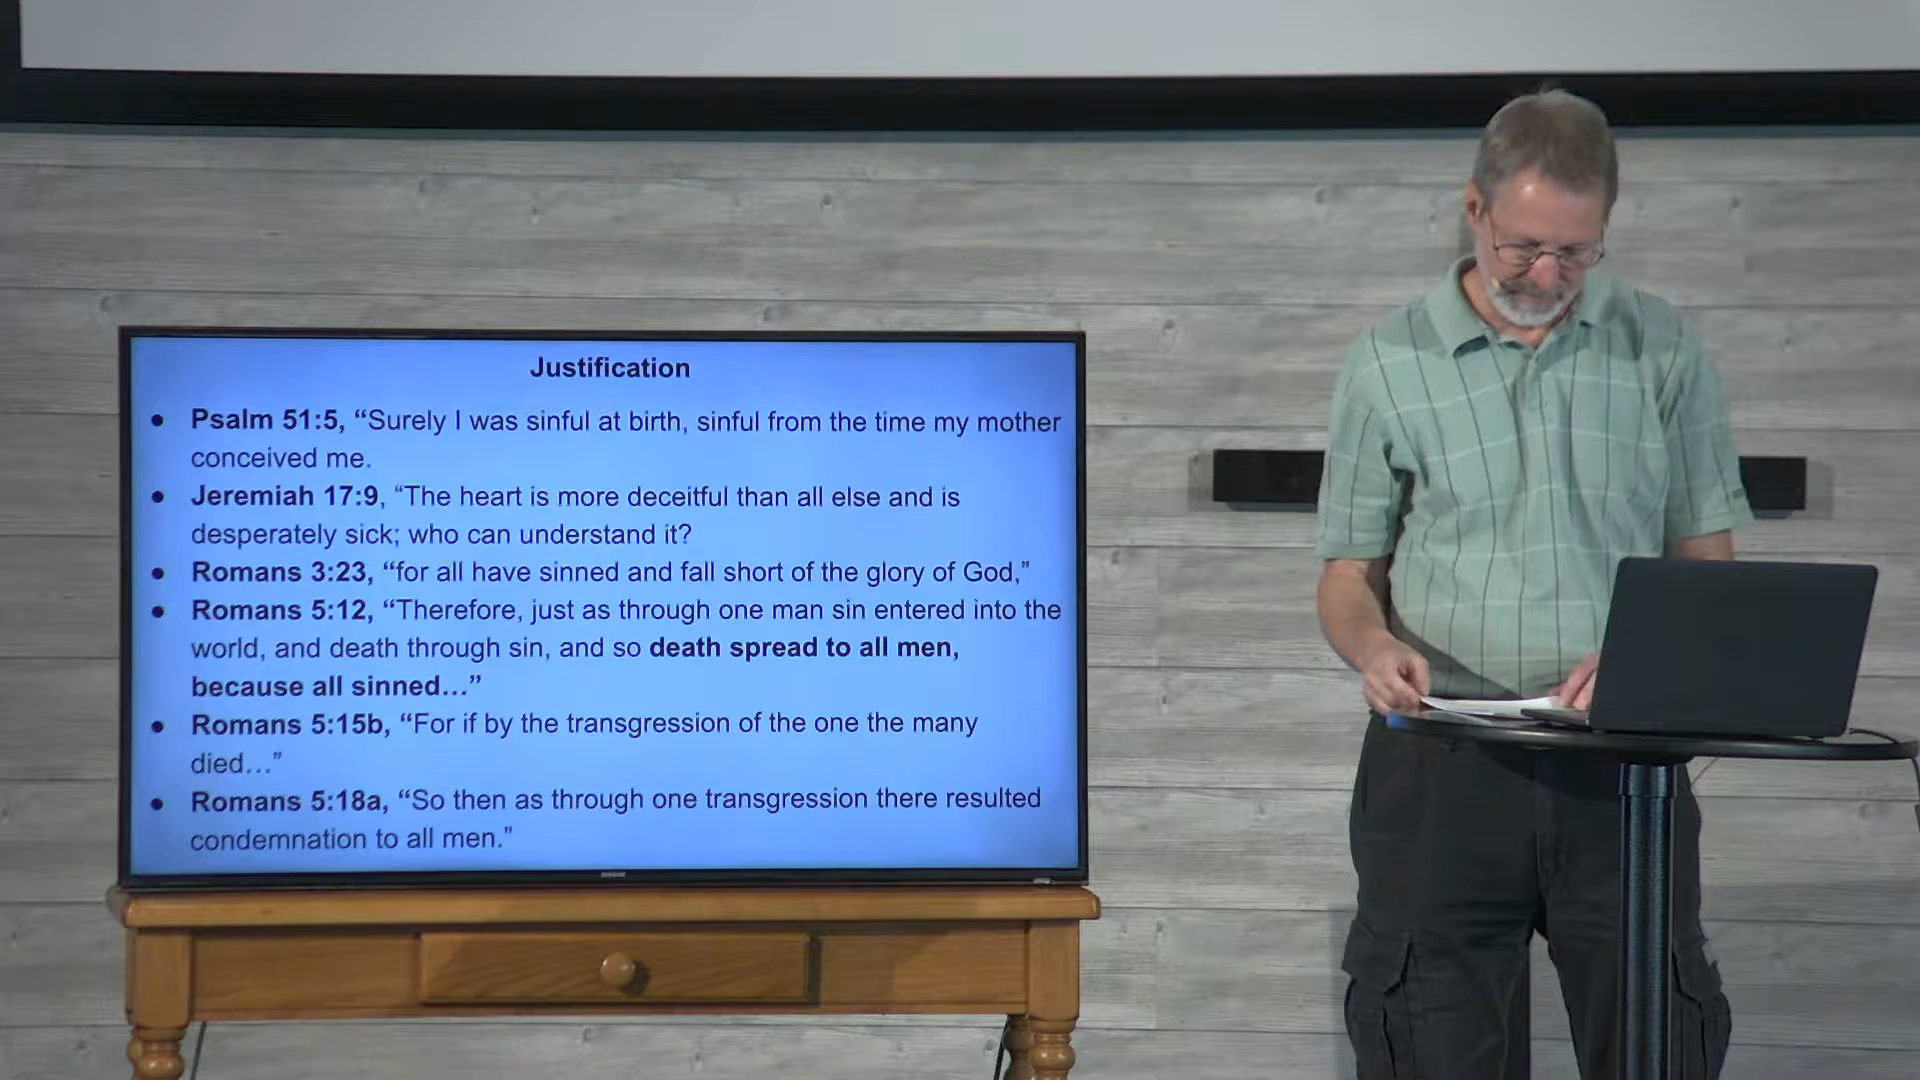 Justification
● Psalm 51:5, “Surely I was sinful at birth, sinful from the time my mother
conceived me.
● Jeremiah 17:9, “The heart is more deceitful than all else and is
desperately sick; who can understand it?
● Romans 3:23, “for all have sinned and fall short of the glory of God,”
● Romans 5:12, “Therefore, just as through one man sin entered into the
world, and death through sin, and so death spread to all men,
because all sinned…”
● Romans 5:15b, “For if by the transgression of the one the many
died…”
● Romans 5:18a, “So then as through one transgression there resulted
condemnation to all men.”